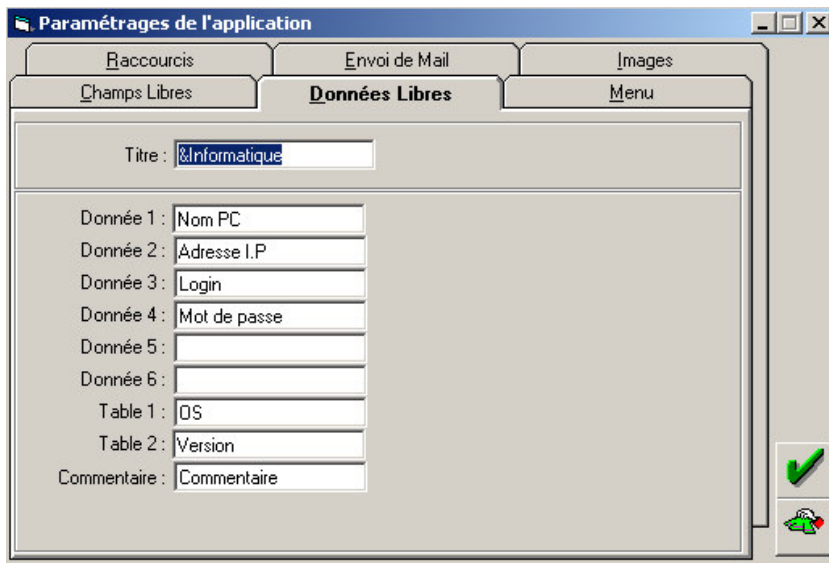 Paramétrages de l'application
Raccourcis Envoi de Mail Images
Champs Libres Données Libres Menu
Titre : &Informatique
Donnée 1 : Nom PC
Donnée 2 : Adresse I.P
Donnée 3 : Login
Donnée 4 : Mot de passe
Donnée 5 :
Donnée 6 :
Table 1 : OS
Table 2 : Version
Commentaire : Commentaire